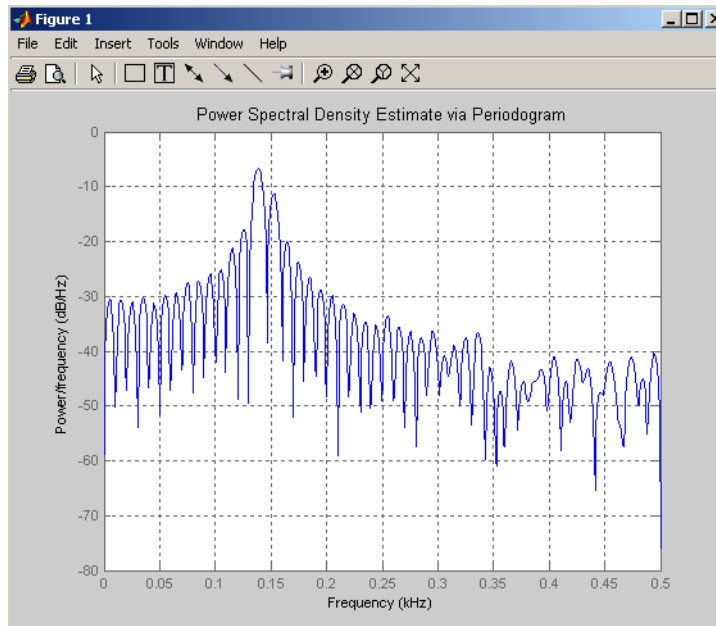 Figure 1
File Edit Insert Tools Window Help
T
Power Spectral Density Estimate via Periodogram
0
-10
-20
-30
-40
-50
-60
-70
-80
Power/frequency (dB/Hz)
0 0.05 0.1 0.15 0.2 0.25 0.3 0.35 0.4 0.45 0.5
Frequency (kHz)